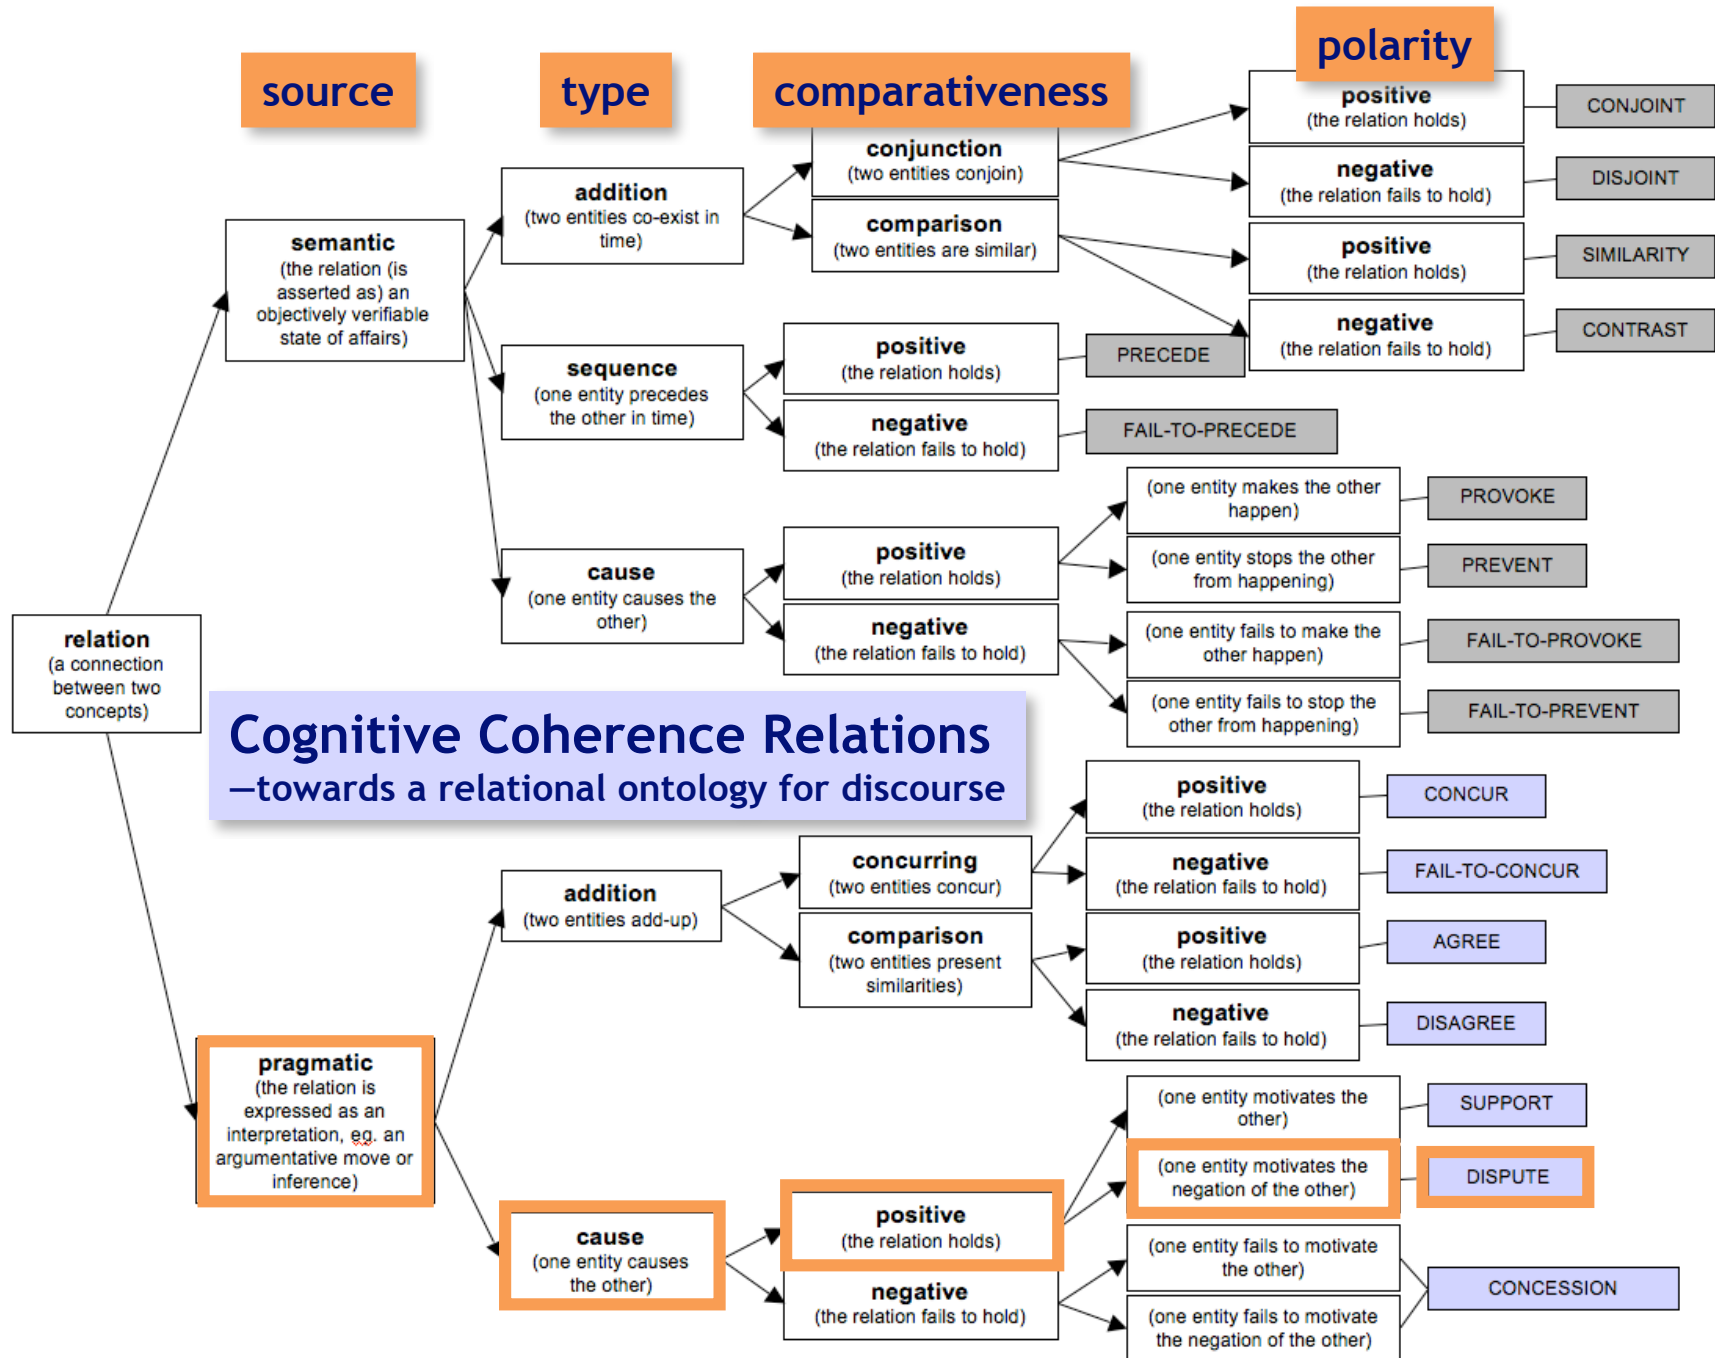 source
type
comparativeness
polarity
relation
(a connection
between two
concepts)
semantic
(the relation (is
asserted as) an
objectively verifiable
state of affairs)
addition
(two entities co-exist in
time)
conjunction
(two entities conjoin)
positive
(the relation holds)
CONJOINT
negative
(the relation fails to hold)
DISJOINT
comparison
(two entities are similar)
positive
(the relation holds)
SIMILARITY
negative
(the relation fails to hold)
CONTRAST
sequence
(one entity precedes
the other in time)
positive
(the relation holds)
PRECEDE
negative
(the relation fails to hold)
FAIL-TO-PRECEDE
cause
(one entity causes the
other)
positive
(the relation holds)
(one entity makes the other
happen)
PROVOKE
(one entity stops the other
from happening)
PREVENT
negative
(the relation fails to hold)
(one entity fails to make the
other happen)
FAIL-TO-PROVOKE
(one entity fails to stop the
other from happening)
FAIL-TO-PREVENT
Cognitive Coherence Relations
—towards a relational ontology for discourse
pragmatic
(the relation is
expressed as an
interpretation, eg. an
argumentative move or
inference)
addition
(two entities add-up)
concurring
(two entities concur)
positive
(the relation holds)
CONCUR
negative
(the relation fails to hold)
FAIL-TO-CONCUR
comparison
(two entities present
similarities)
positive
(the relation holds)
AGREE
negative
(the relation fails to hold)
DISAGREE
cause
(one entity causes
the other)
positive
(the relation holds)
(one entity motivates the
other)
SUPPORT
(one entity motivates the
negation of the other)
DISPUTE
negative
(the relation fails to hold)
(one entity fails to motivate
the other)
(one entity fails to motivate
the negation of the other)
CONCESSION